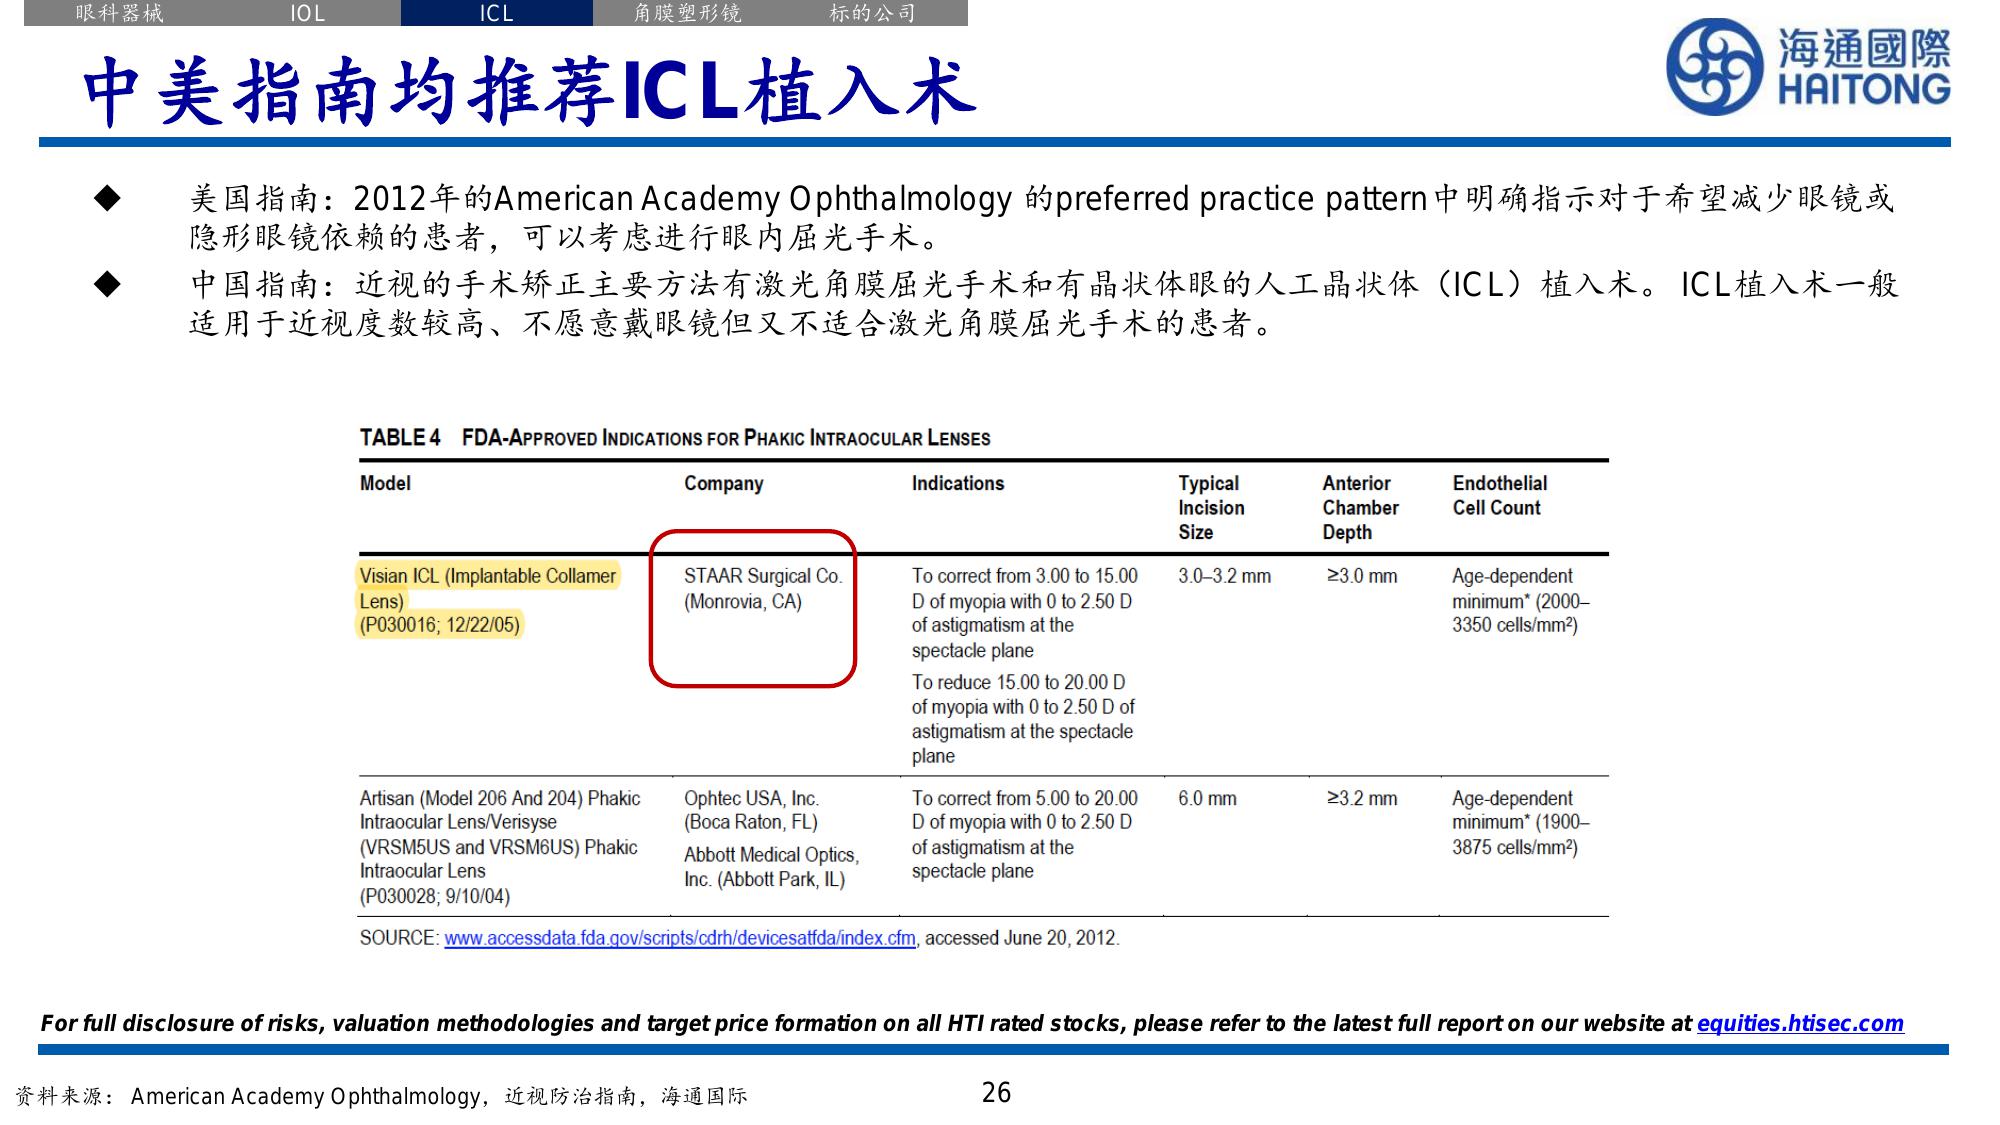 眼科器械 IOL ICL 角膜塑形镜 标的公司
海通國際
HAITONG
中美指南均推荐ICL植入术
◆ 美国指南：2012年的American Academy Ophthalmology 的preferred practice pattern中明确指示对于希望减少眼镜或
隐形眼镜依赖的患者，可以考虑进行眼内屈光手术。
◆ 中国指南：近视的手术矫正主要方法有激光角膜屈光手术和有晶状体眼的人工晶状体（ICL）植入术。 ICL植入术一般
适用于近视度数较高、不愿意戴眼镜但又不适合激光角膜屈光手术的患者。
TABLE 4 FDA-APPROVED INDICATIONS FOR PHAKIC INTRAOCULAR LENSES
Model
Company
Indications
Typical
Incision
Size
Anterior
Chamber
Depth
Endothelial
Cell Count
Visian ICL (Implantable Collamer
Lens)
(P030016; 12/22/05)
STAAR Surgical Co.
(Monrovia, CA)
To correct from 3.00 to 15.00
D of myopia with 0 to 2.50 D
of astigmatism at the
spectacle plane
To reduce 15.00 to 20.00 D
of myopia with 0 to 2.50 D of
astigmatism at the spectacle
plane
3.0–3.2 mm
≥3.0 mm
Age-dependent
minimum* (2000–
3350 cells/mm²)
Artisan (Model 206 And 204) Phakic
Intraocular Lens/Verisyse
(VRSM5US and VRSM6US) Phakic
Intraocular Lens
(P030028; 9/10/04)
Ophtec USA, Inc.
(Boca Raton, FL)
Abbott Medical Optics,
Inc. (Abbott Park, IL)
To correct from 5.00 to 20.00
D of myopia with 0 to 2.50 D
of astigmatism at the
spectacle plane
6.0 mm
≥3.2 mm
Age-dependent
minimum* (1900–
3875 cells/mm²)
SOURCE: www.accessdata.fda.gov/scripts/cdrh/devicesatfda/index.cfm, accessed June 20, 2012.
For full disclosure of risks, valuation methodologies and target price formation on all HTI rated stocks, please refer to the latest full report on our website at equities.htisec.com
资料来源： American Academy Ophthalmology，近视防治指南，海通国际
26